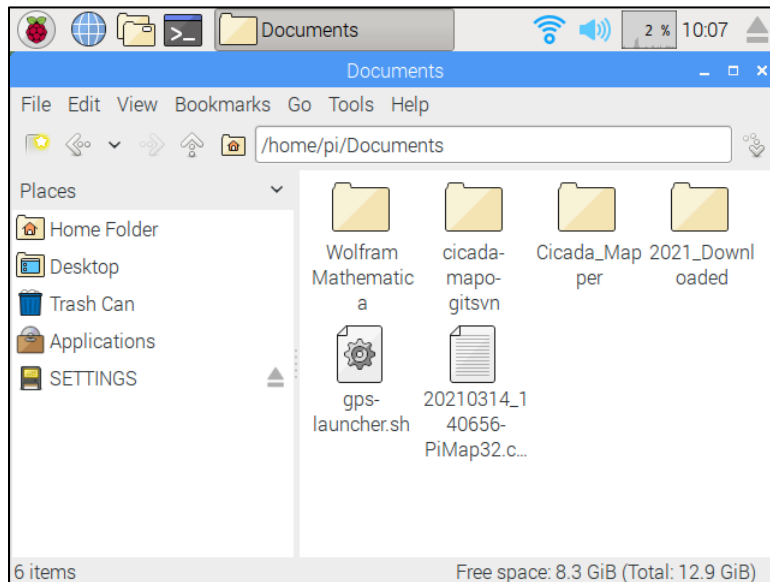 Documents
2 %
10:07
Documents
File Edit View Bookmarks Go Tools Help
/home/pi/Documents
Places
Home Folder
Desktop
Trash Can
Applications
SETTINGS
Wolfram
Mathematic
a
cicada-
mapo-
gitsvn
Cicada_Map
per
2021_Downl
oaded
gps-
launcher.sh
20210314_1
40656-
PiMap32.c...
6 items
Free space: 8.3 GiB (Total: 12.9 GiB)